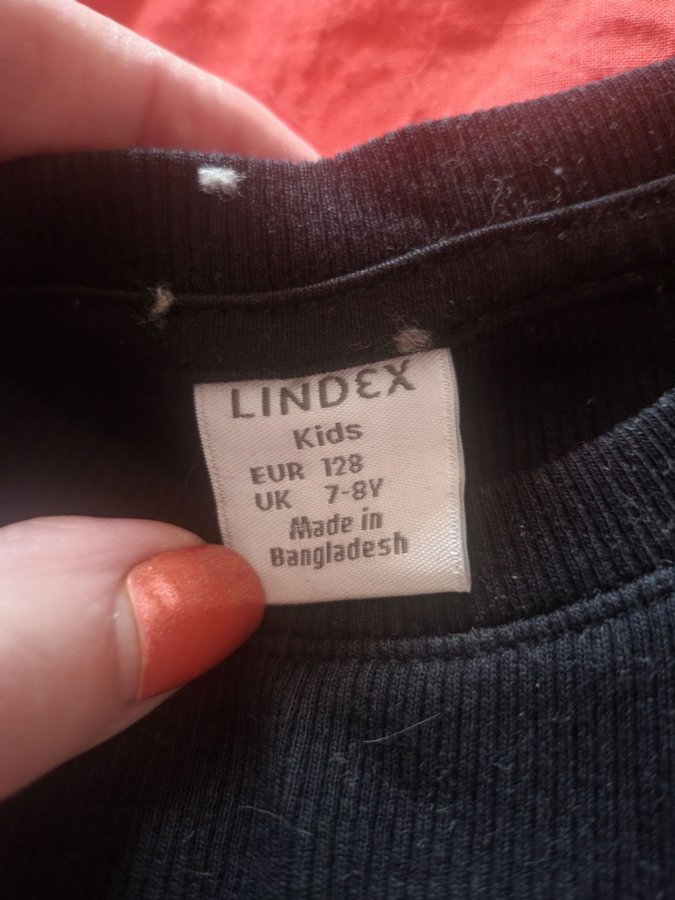 LINDEX
Kids
EUR 128
UK 7-8Y
Made in
Bangladesh